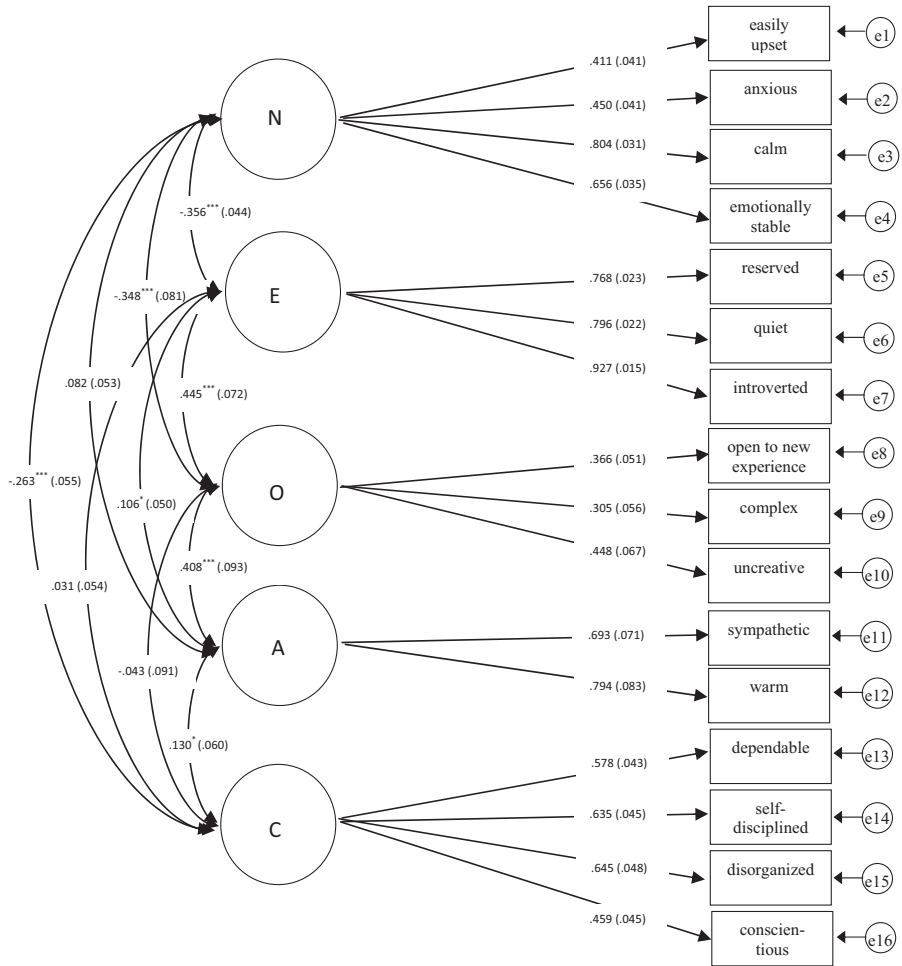 easily
upset
e1
.411 (.041)
N
anxious
e2
.450 (.041)
.804 (.031)
calm
e3
.656 (.035)
emotionally
stable
e4
-.356*** (.044)
reserved
e5
.768 (.023)
E
-.348*** (.081)
.796 (.022)
quiet
e6
.927 (.015)
introverted
e7
.082 (.053)
.445*** (.072)
open to new
experience
e8
.366 (.051)
-.263*** (.055)
O
.106* (.050)
.305 (.056)
complex
e9
.448 (.067)
uncreative
e10
.408*** (.093)
.031 (.054)
.693 (.071)
sympathetic
e11
A
-.043 (.091)
.794 (.083)
warm
e12
.130* (.060)
.578 (.043)
dependable
e13
C
.635 (.045)
self-
disciplined
e14
.645 (.048)
disorganized
e15
.459 (.045)
conscien-
tious
e16